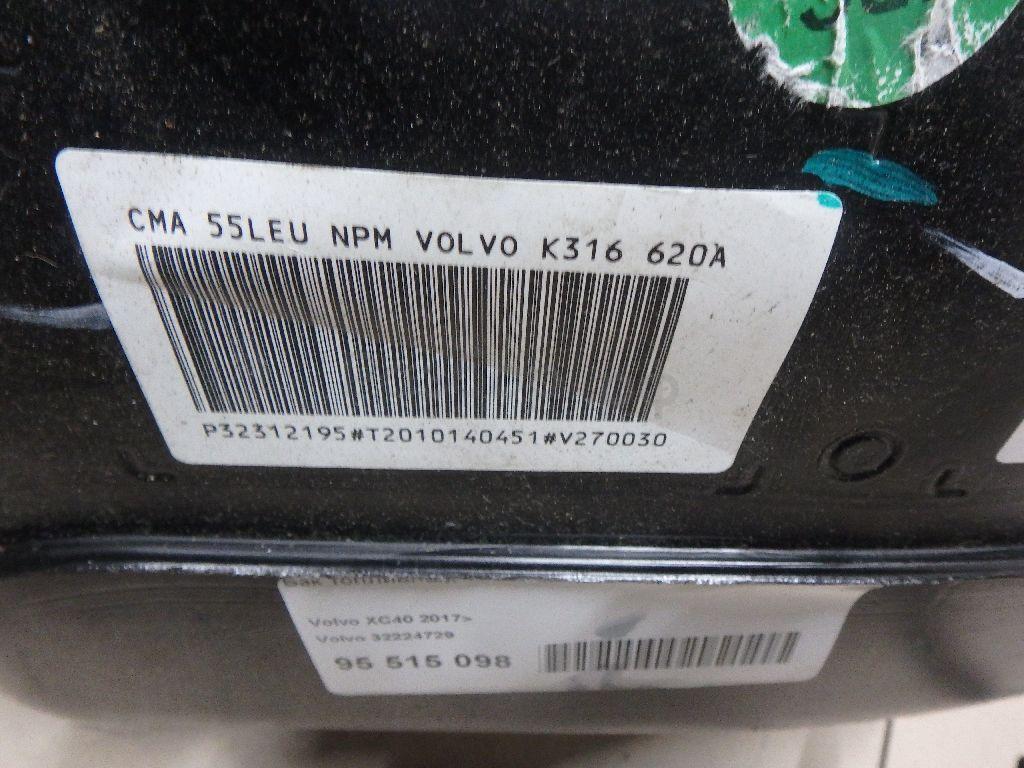 CMA 55LEU NPM VOLVO K316 620A
P32312195#T2010140451#V270030
Volvo XC40 2017>
Volvo 32224729
95 515 098